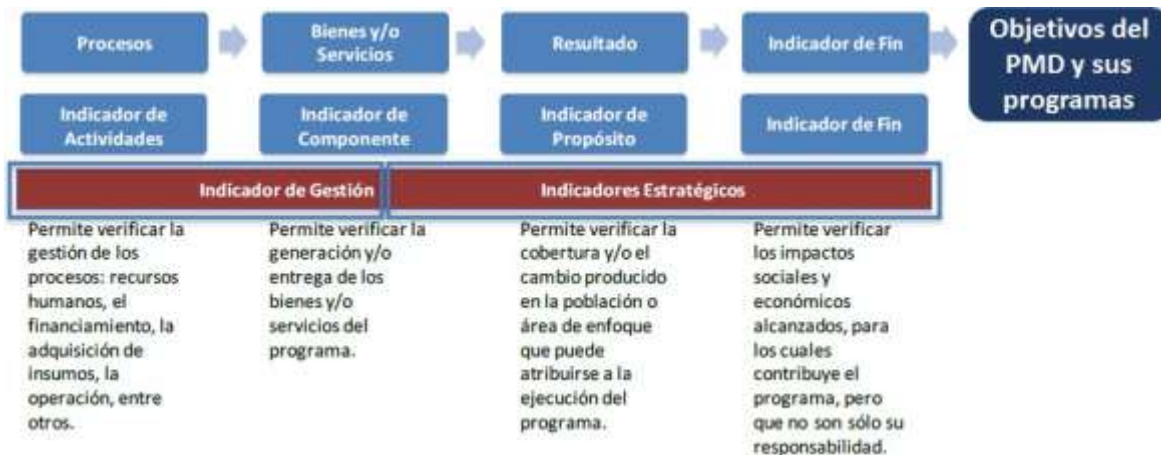 Procesos
Bienes y/o
Servicios
Resultado
Indicador de Fin
Objetivos del
PMD y sus
programas
Indicador de
Actividades
Indicador de
Componente
Indicador de
Propósito
Indicador de Fin
Indicador de Gestión
Indicadores Estratégicos
Permite verificar la
gestión de los
procesos: recursos
humanos, el
financiamiento, la
adquisición de
insumos, la
operación, entre
otros.
Permite verificar la
generación y/o
entrega de los
bienes y/o
servicios del
programa.
Permite verificar la
cobertura y/o el
cambio producido
en la población o
área de enfoque
que puede
atribuirse a la
ejecución del
programa.
Permite verificar
los impactos
sociales y
económicos
alcanzados, para
los cuales
contribuye el
programa, pero
que no son sólo su
responsabilidad.